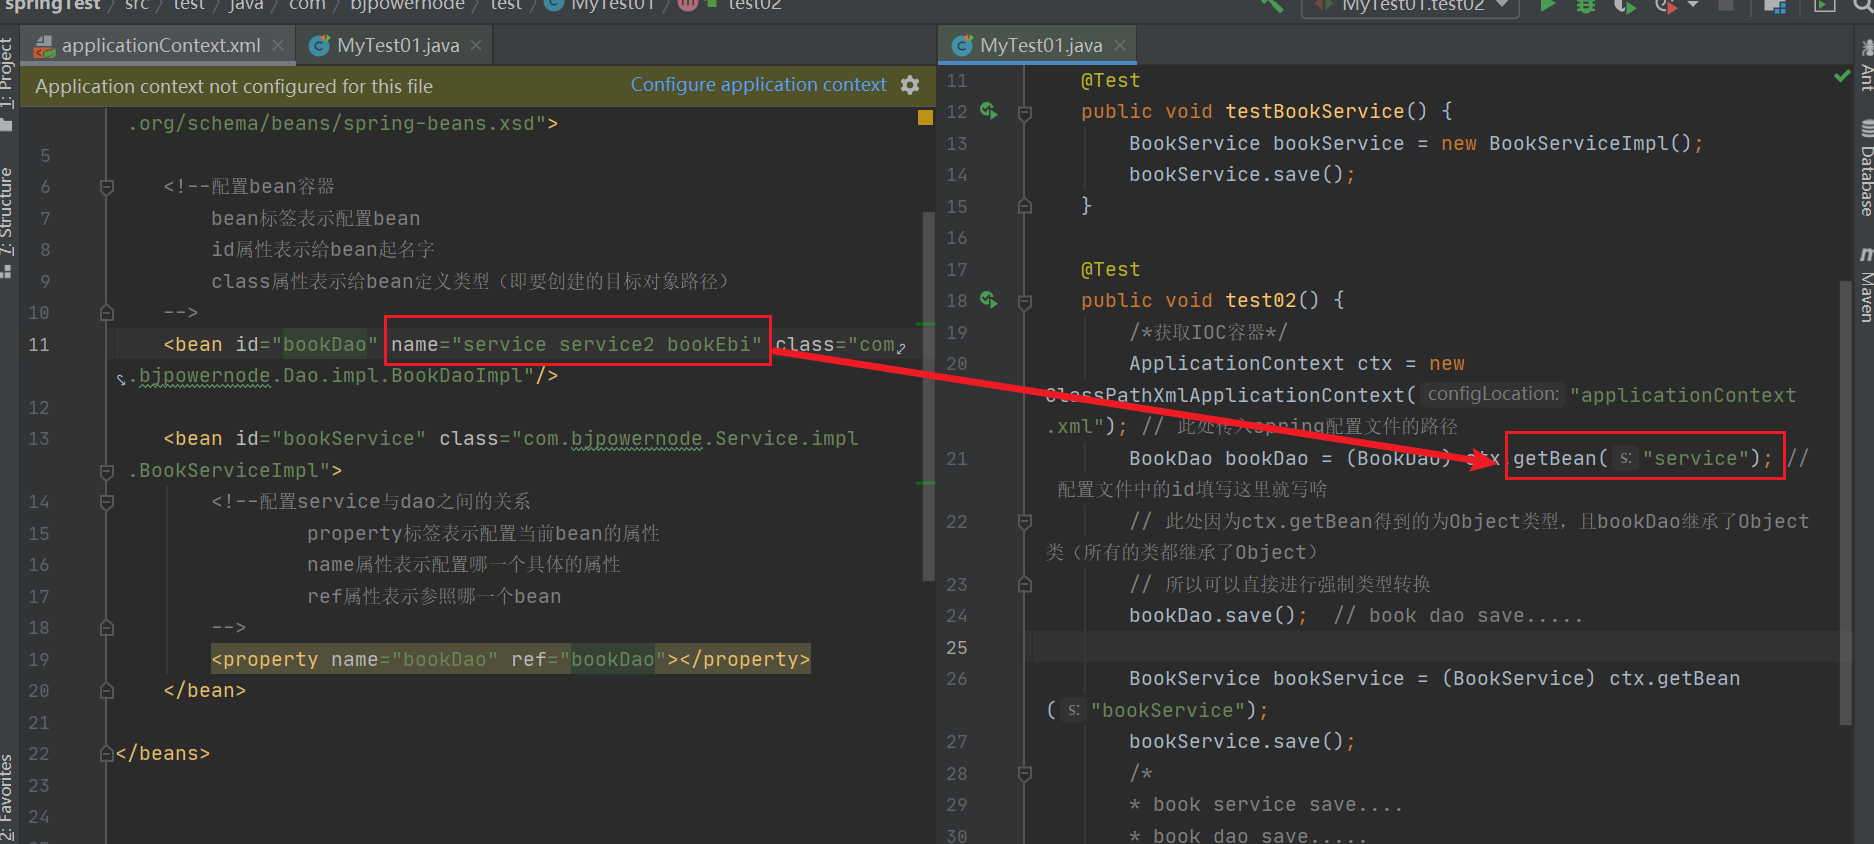 springTest › src › test › java › com › bjpowernode › test › MyTest01 › test02
MyTest01.test02
1: Project
7: Structure
2: Favorites
applicationContext.xml
MyTest01.java
Application context not configured for this file
Configure application context
.org/schema/beans/spring-beans.xsd">
5
6 <!--配置bean容器
7 bean标签表示配置bean
8 id属性表示给bean起名字
9 class属性表示给bean定义类型（即要创建的目标对象路径）
10 -->
11 <bean id="bookDao" name="service service2 bookEbi" class="com
.bjpowernode.Dao.impl.BookDaoImpl"/>
12
13 <bean id="bookService" class="com.bjpowernode.Service.impl
.BookServiceImpl">
14 <!--配置service与dao之间的关系
15 property标签表示配置当前bean的属性
16 name属性表示配置哪一个具体的属性
17 ref属性表示参照哪一个bean
18 -->
19 <property name="bookDao" ref="bookDao"></property>
20 </bean>
21
22 </beans>
23
24
MyTest01.java
11 @Test
12 public void testBookService() {
13 BookService bookService = new BookServiceImpl();
14 bookService.save();
15 }
16
17 @Test
18 public void test02() {
19 /*获取IOC容器*/
20 ApplicationContext ctx = new
ClassPathXmlApplicationContext( configLocation: "applicationContext
.xml"); // 此处传入spring配置文件的路径
21 BookDao bookDao = (BookDao) ctx.getBean( s: "service"); //
配置文件中的id填写这里就写啥
22 // 此处因为ctx.getBean得到的为Object类型，且bookDao继承了Object
类（所有的类都继承了Object）
23 // 所以可以直接进行强制类型转换
24 bookDao.save(); // book dao save.....
25
26 BookService bookService = (BookService) ctx.getBean
( s: "bookService");
27 bookService.save();
28 /*
29 * book service save....
30 * book dao save.....
Ant
Database
Maven